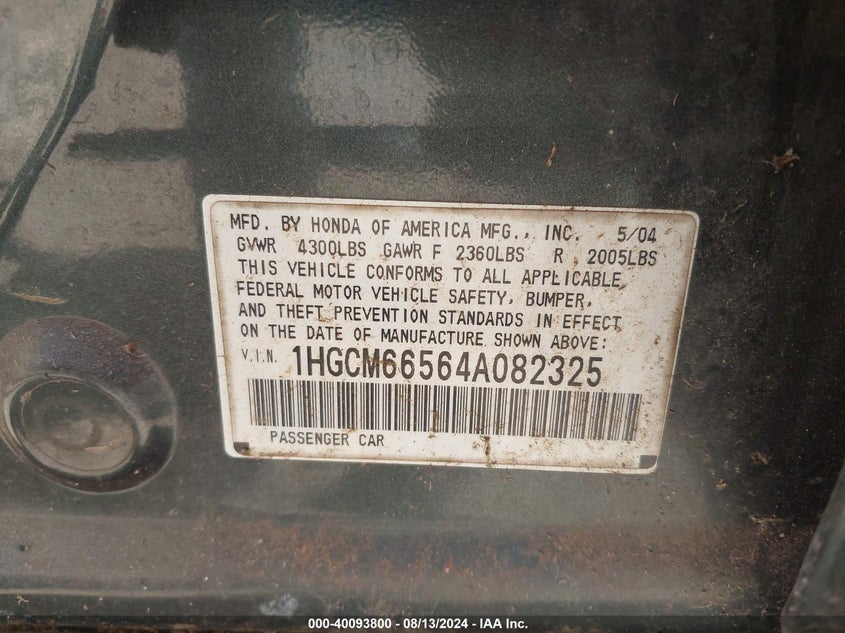 MFD. BY HONDA OF AMERICA MFG., INC. 5/04
GVWR 4300LBS GAWR F 2360LBS R 2005LBS
THIS VEHICLE CONFORMS TO ALL APPLICABLE
FEDERAL MOTOR VEHICLE SAFETY, BUMPER,
AND THEFT PREVENTION STANDARDS IN EFFECT
ON THE DATE OF MANUFACTURE SHOWN ABOVE:
V.I.N. 1HGCM66564A082325
PASSENGER CAR
000-40093800 - 08/13/2024 - IAA Inc.